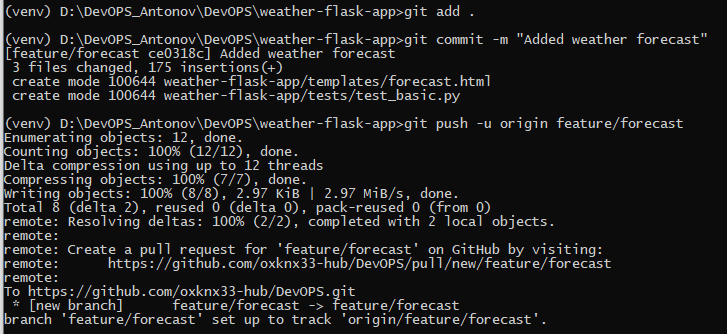 (venv) D:\DevOPS_Antonov\DevOPS\weather-flask-app>git add .
(venv) D:\DevOPS_Antonov\DevOPS\weather-flask-app>git commit -m "Added weather forecast"
[feature/forecast ce0318c] Added weather forecast
 3 files changed, 175 insertions(+)
 create mode 100644 weather-flask-app/templates/forecast.html
 create mode 100644 weather-flask-app/tests/test_basic.py
(venv) D:\DevOPS_Antonov\DevOPS\weather-flask-app>git push -u origin feature/forecast
Enumerating objects: 12, done.
Counting objects: 100% (12/12), done.
Delta compression using up to 12 threads
Compressing objects: 100% (7/7), done.
Writing objects: 100% (8/8), 2.97 KiB | 2.97 MiB/s, done.
Total 8 (delta 2), reused 0 (delta 0), pack-reused 0 (from 0)
remote: Resolving deltas: 100% (2/2), completed with 2 local objects.
remote:
remote: Create a pull request for 'feature/forecast' on GitHub by visiting:
remote:      https://github.com/oxknx33-hub/DevOPS/pull/new/feature/forecast
remote:
To https://github.com/oxknx33-hub/DevOPS.git
 * [new branch]      feature/forecast -> feature/forecast
branch 'feature/forecast' set up to track 'origin/feature/forecast'.